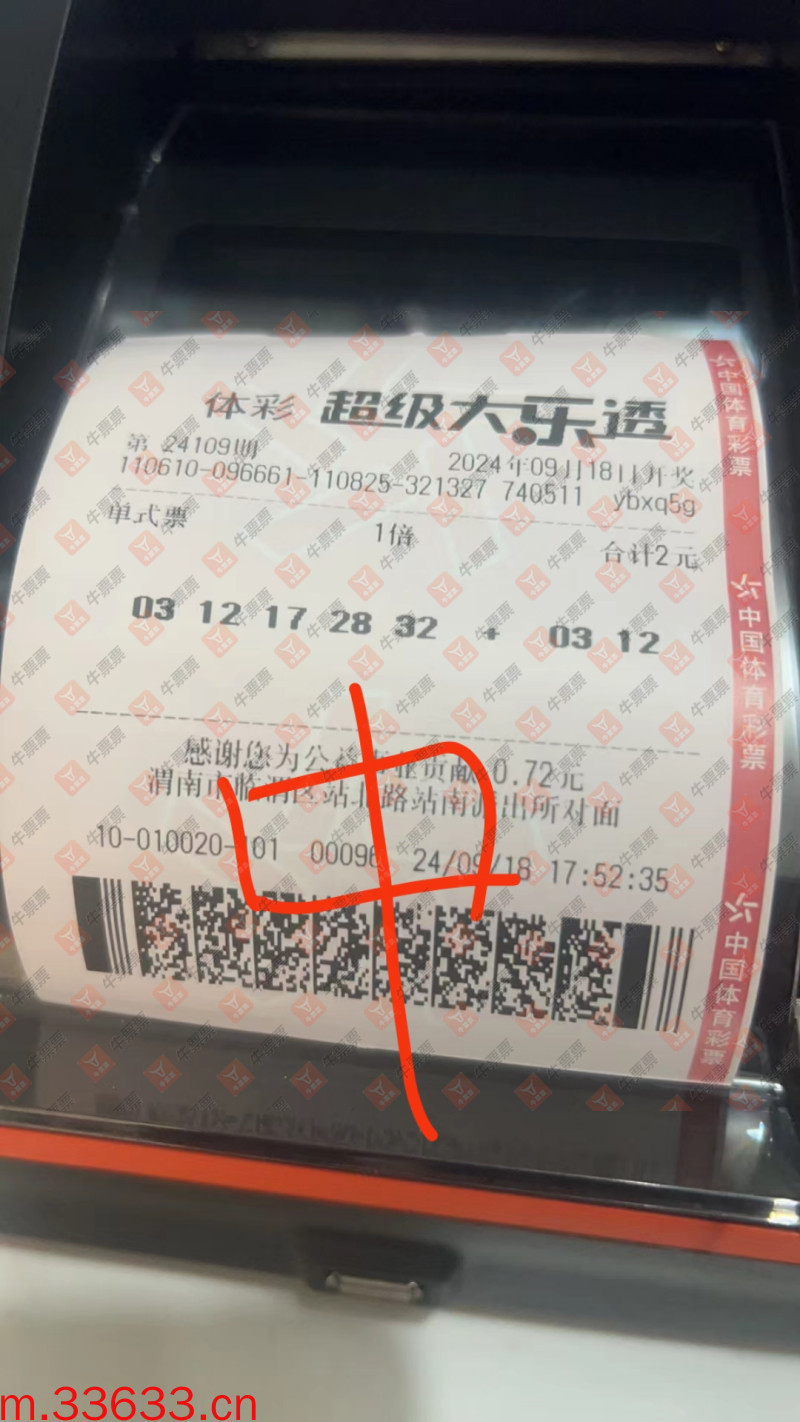 体彩 超级大乐透
第 24109期 2024年09月18日开奖
110610-096661-110825-321327 740511 ybxq5g
单式票 1倍 合计2元
03 12 17 28 32 + 03 12
感谢您为公益事业贡献 0.72元
渭南市临渭区站北路站南派出所对面
10-010020-101 00096 24/09/18 17:52:35
中国体育彩票
中国体育彩票
中国体育彩票
中
牛票票
m.33633.cn